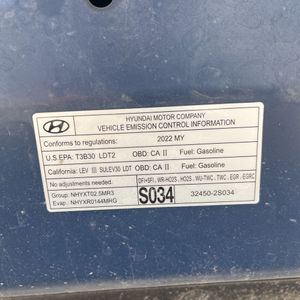 HYUNDAI MOTOR COMPANY
VEHICLE EMISSION CONTROL INFORMATION
Conforms to regulations: 2022 MY
U.S EPA: T3B30 LDT2 OBD: CA II Fuel: Gasoline
California: LEV III SULEV30 LDT OBD: CA II Fuel: Gasoline
No adjustments needed
Group: NHYXT02.5MR3
Evap: NHYXR0144MHG
S034
GFI+SFI, WR-HO2S, HO2S, WU-TWC, TWC, EGR, EGRC
32450-2S034